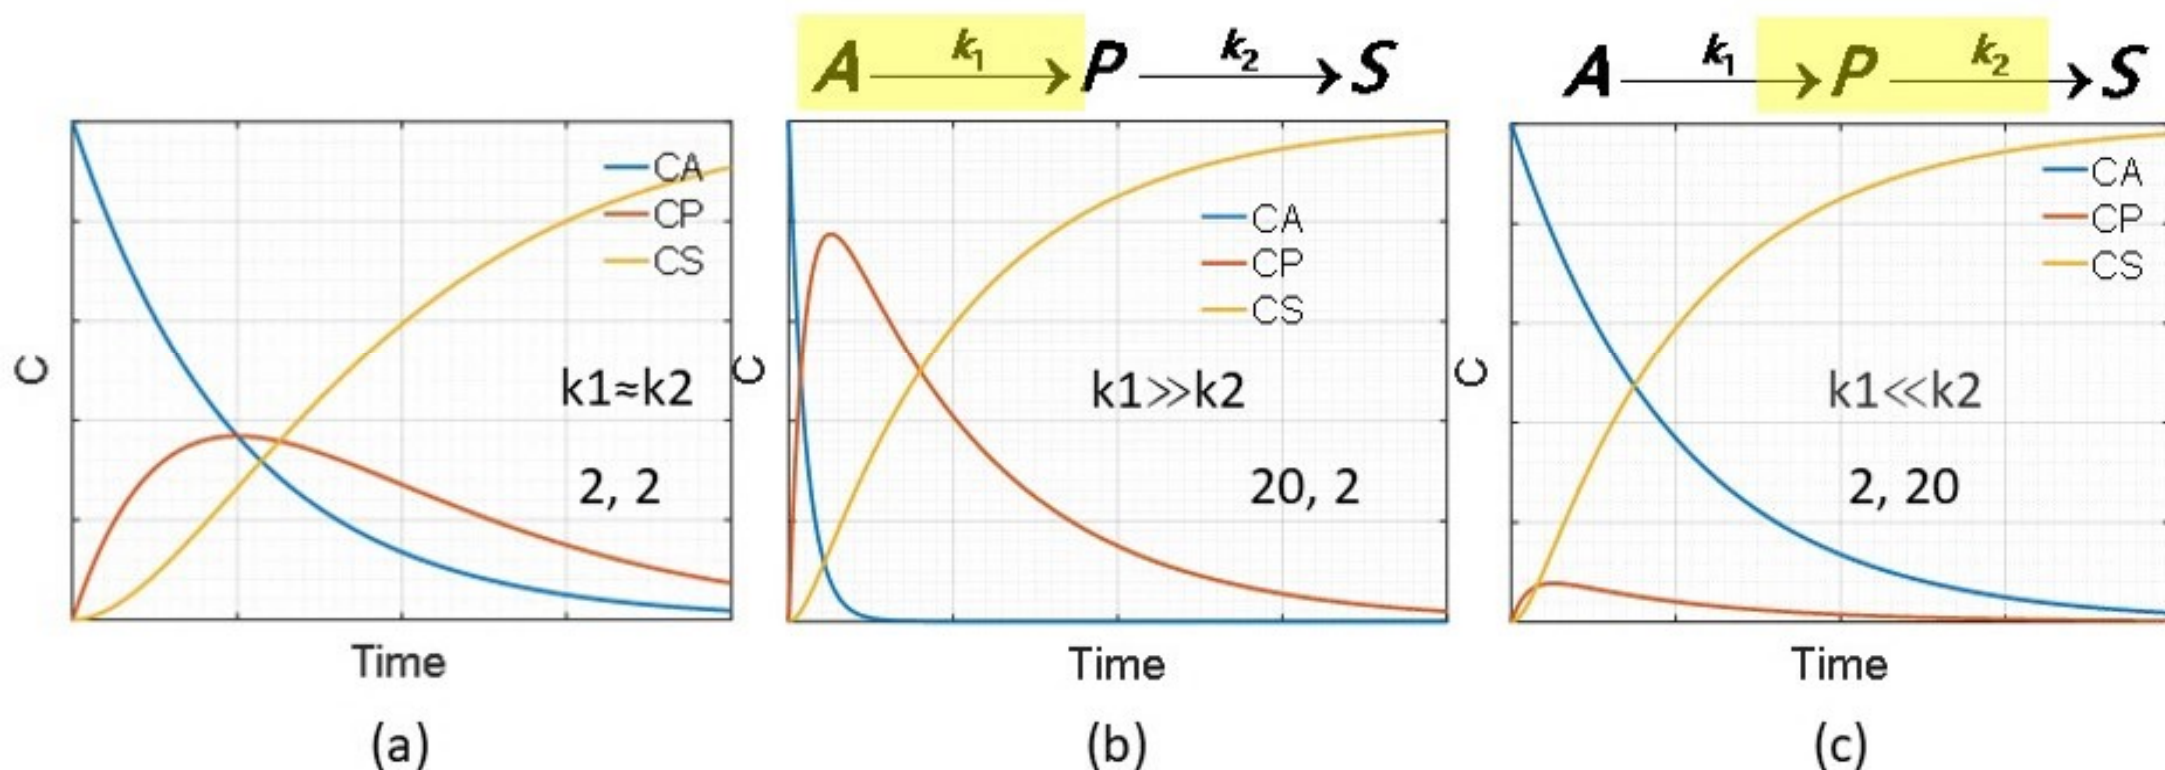 A k₁ P k₂ S
A k₁ P k₂ S
CA
CP
CS
k1≈k2
2, 2
C
Time
(a)
CA
CP
CS
k1>>k2
20, 2
C
Time
(b)
CA
CP
CS
k1<<k2
2, 20
C
Time
(c)